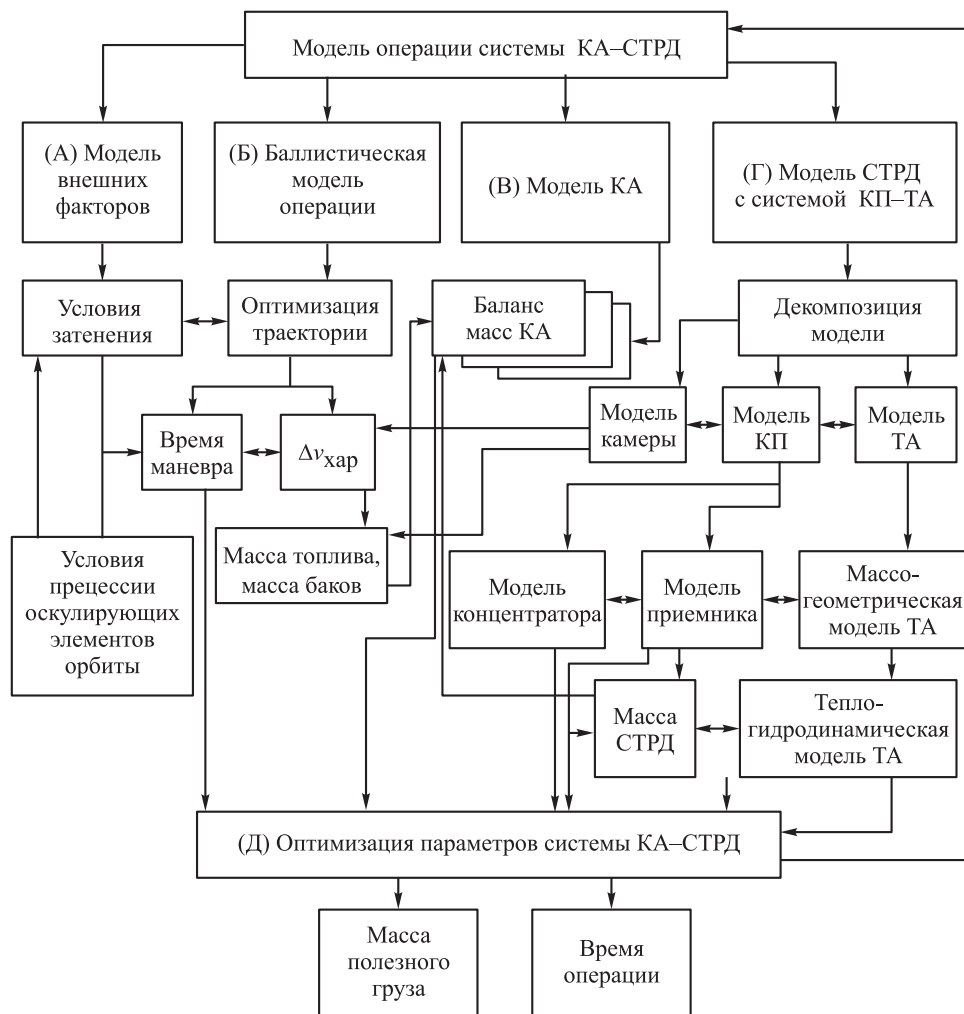 Модель операции системы КА–СТРД
(А) Модель
внешних
факторов
(Б) Баллистическая
модель
операции
(В) Модель КА
(Г) Модель СТРД
с системой КП–ТА
Условия
затенения
Оптимизация
траектории
Баланс
масс КА
Декомпозиция
модели
Время
маневра
Δvхар
Модель
камеры
Модель
КП
Модель
ТА
Условия
прецессии
оскулирующих
элементов
орбиты
Масса топлива,
масса баков
Модель
концентратора
Модель
приемника
Массо-
геометрическая
модель ТА
Масса
СТРД
Тепло-
гидродинамическая
модель ТА
(Д) Оптимизация параметров системы КА–СТРД
Масса
полезного
груза
Время
операции